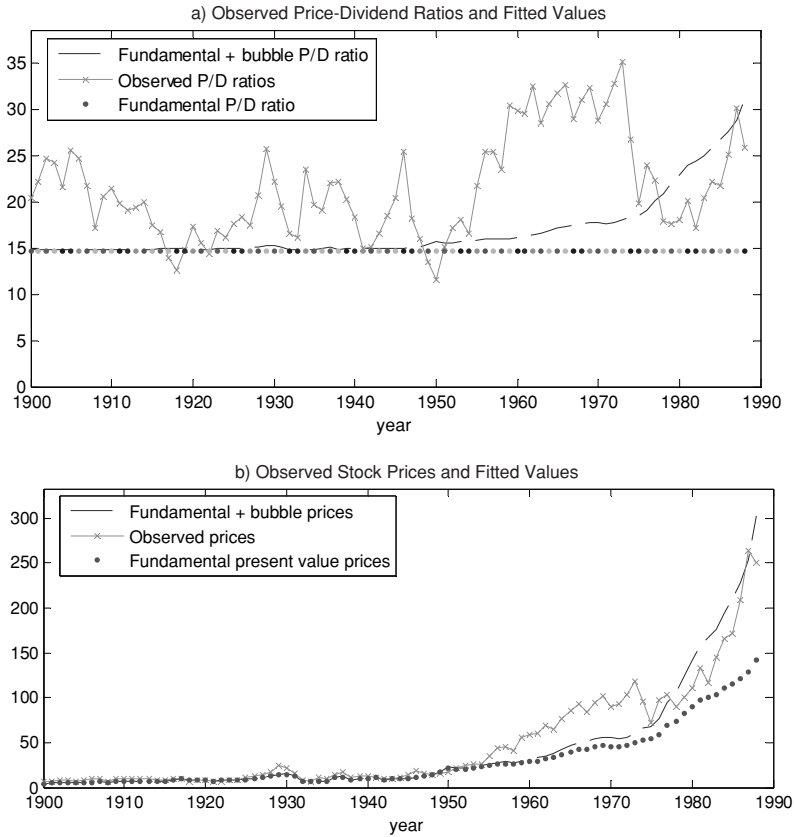 a) Observed Price-Dividend Ratios and Fitted Values
35
30
25
20
15
10
5
0
Fundamental + bubble P/D ratio
Observed P/D ratios
Fundamental P/D ratio
1900 1910 1920 1930 1940 1950 1960 1970 1980 1990
year
b) Observed Stock Prices and Fitted Values
300
250
200
150
100
50
0
Fundamental + bubble prices
Observed prices
Fundamental present value prices
1900 1910 1920 1930 1940 1950 1960 1970 1980 1990
year